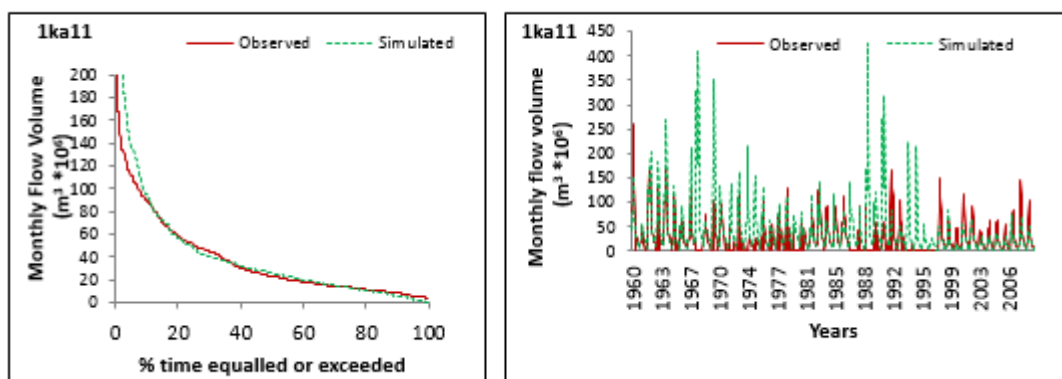 1ka11
Observed Simulated
Monthly Flow Volume
(m³ *10⁶)
200
180
160
140
120
100
80
60
40
20
0
0 20 40 60 80 100
% time equalled or exceeded
1ka11
Observed Simulated
Monthly flow volume
(m³ *10⁶)
450
400
350
300
250
200
150
100
50
0
1960 1963 1967 1970 1974 1977 1981 1985 1988 1992 1995 1999 2003 2006
Years